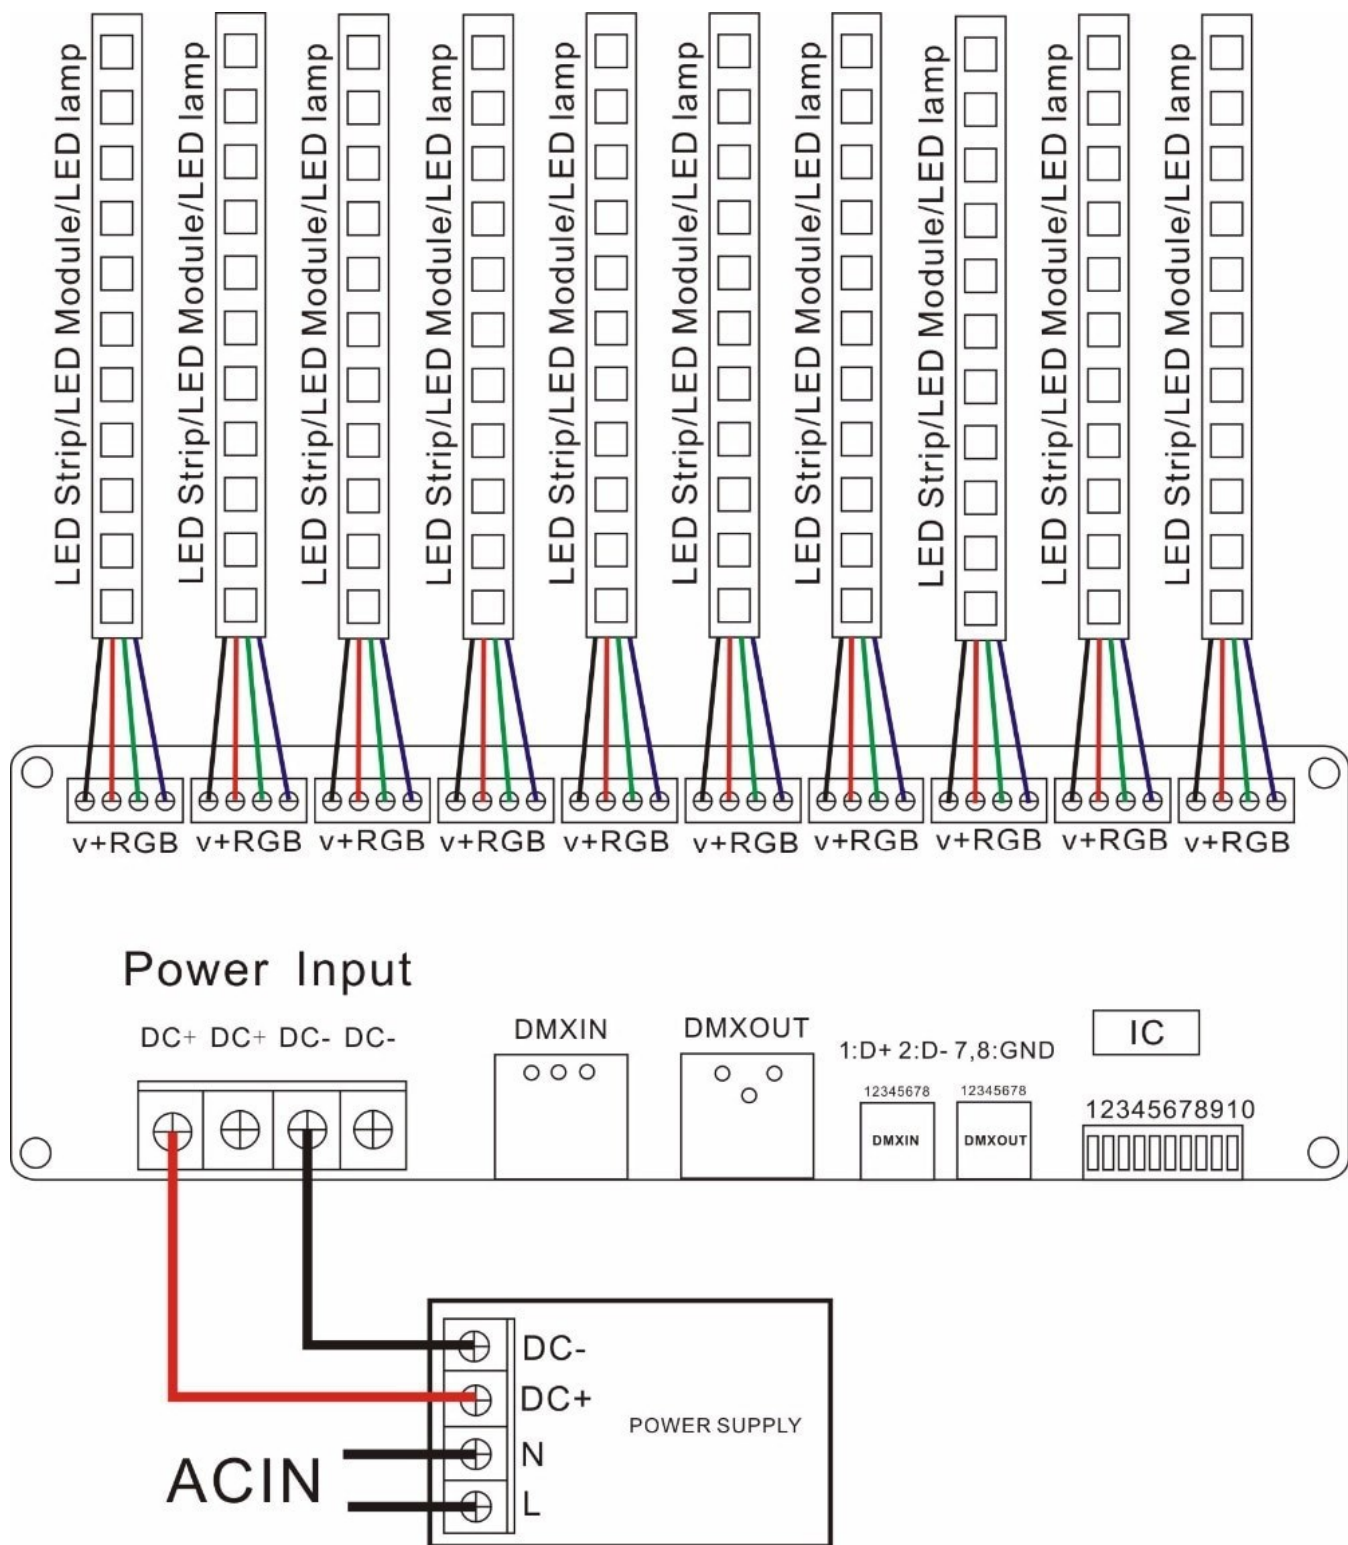 LED Strip/LED Module/LED lamp
LED Strip/LED Module/LED lamp
LED Strip/LED Module/LED lamp
LED Strip/LED Module/LED lamp
LED Strip/LED Module/LED lamp
LED Strip/LED Module/LED lamp
LED Strip/LED Module/LED lamp
LED Strip/LED Module/LED lamp
LED Strip/LED Module/LED lamp
LED Strip/LED Module/LED lamp
v+RGB v+RGB v+RGB v+RGB v+RGB v+RGB v+RGB v+RGB v+RGB v+RGB
Power Input
DC+ DC+ DC- DC-
DMXIN
DMXOUT
1:D+ 2:D- 7,8:GND
12345678
12345678
DMXIN
DMXOUT
IC
12345678910
DC-
DC+
N
L
POWER SUPPLY
ACIN